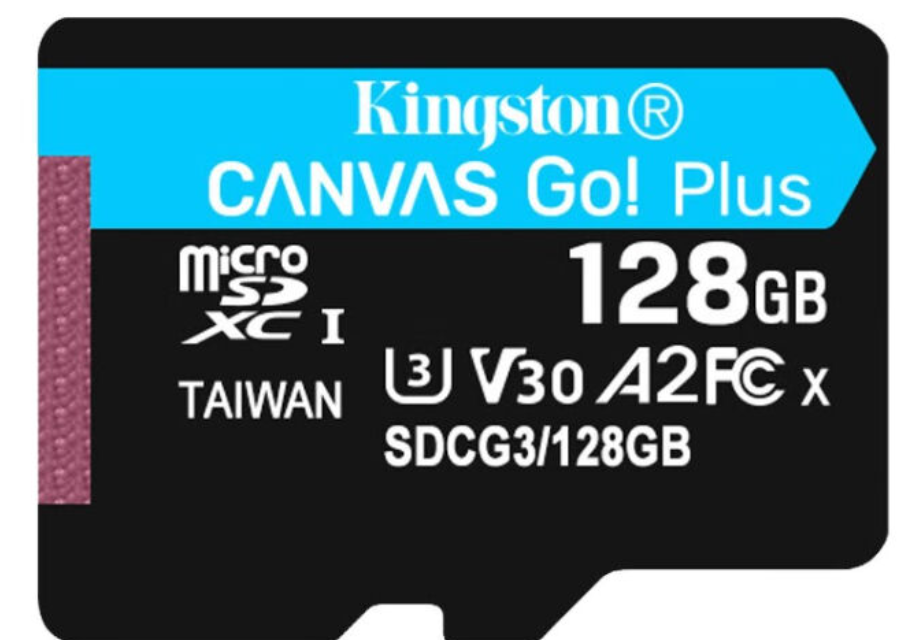 Kingston®
CANVAS Go! Plus
micro SD XC I
128GB
U3 V30 A2 FC X
TAIWAN
SDCG3/128GB